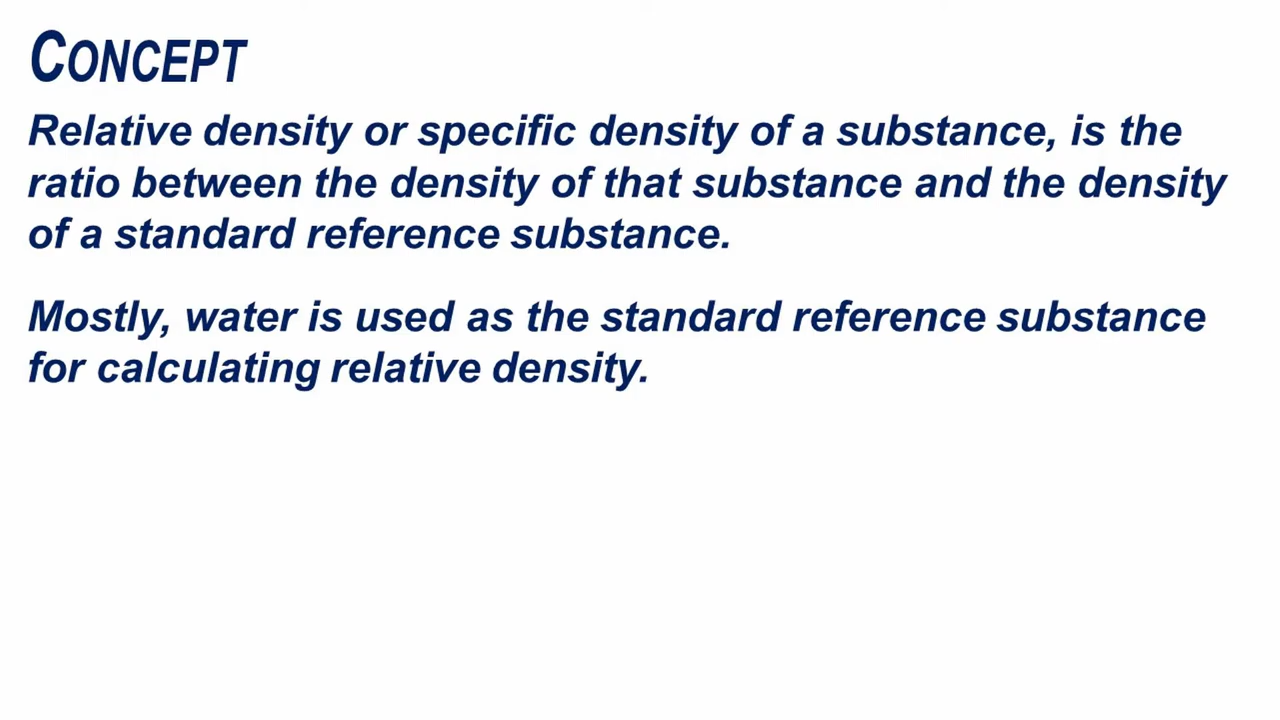 CONCEPT
Relative density or specific density of a substance, is the
ratio between the density of that substance and the density
of a standard reference substance.
Mostly, water is used as the standard reference substance
for calculating relative density.